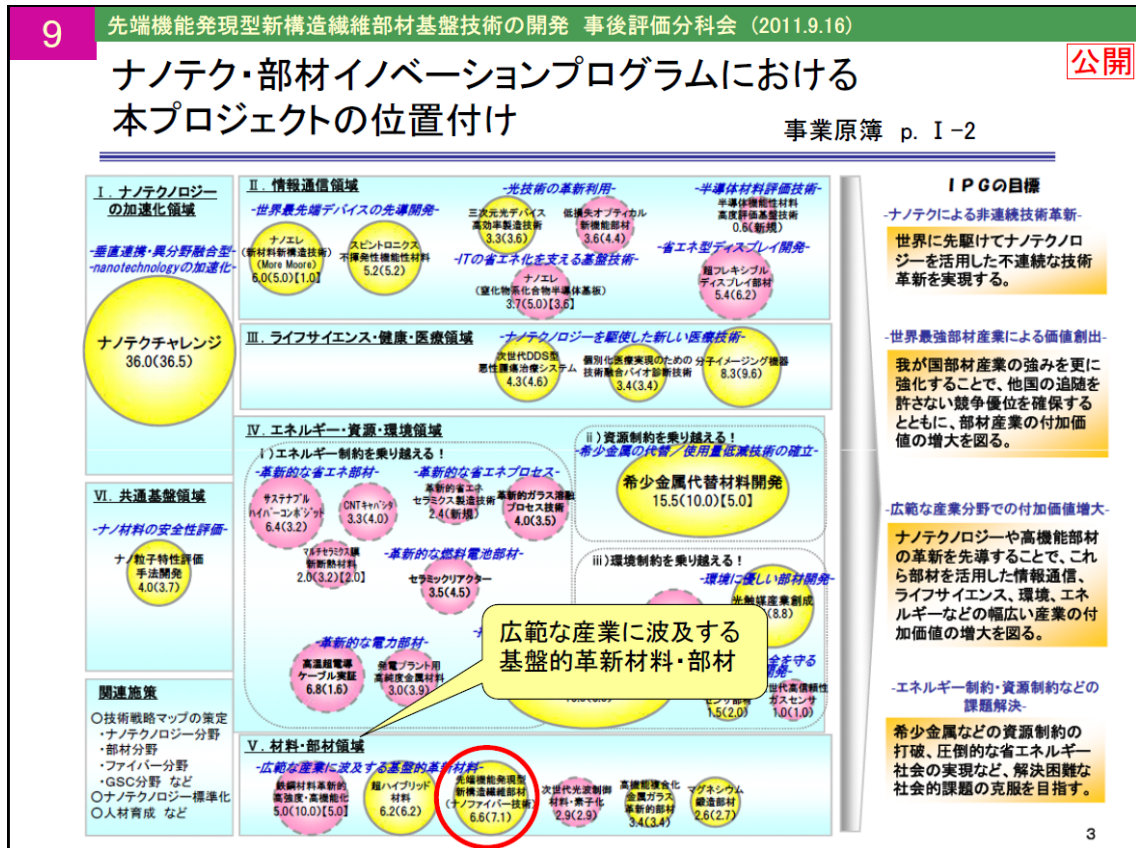 9
先端機能発現型新構造繊維部材基盤技術の開発 事後評価分科会 (2011.9.16)
公開
ナノテク・部材イノベーションプログラムにおける
本プロジェクトの位置付け
事業原簿 p. Ⅰ-2
Ⅰ. ナノテクノロジー
の加速化領域
-垂直連携・異分野融合型-
-nanotechnologyの加速化-
ナノテクチャレンジ
36.0(36.5)
Ⅵ. 共通基盤領域
-ナノ材料の安全性評価-
ナノ粒子特性評価
手法開発
4.0(3.7)
関連施策
○技術戦略マップの策定
・ナノテクノロジー分野
・部材分野
・ファイバー分野
・GSC分野 など
○ナノテクノロジー標準化
○人材育成 など
Ⅱ. 情報通信領域
-世界最先端デバイスの先導開発-
ナノエレ
(新材料新構造技術)
(More Moore)
6.0(5.0)【1.0】
スピントロニクス
不揮発性機能性材料
5.2(5.2)
-光技術の革新利用-
三次元光デバイス
高効率製造技術
3.3(3.6)
低損失オプティカル
新機能部材
3.6(4.4)
-ITの省エネ化を支える基盤技術-
ナノエレ
(窒化物系化合物半導体基板)
3.7(5.0)【3.6】
-半導体材料評価技術-
半導体機能性材料
高度評価基盤技術
0.6(新規)
-省エネ型ディスプレイ開発-
超フレキシブル
ディスプレイ部材
5.4(6.2)
Ⅲ. ライフサイエンス・健康・医療領域
-ナノテクノロジーを駆使した新しい医療技術-
次世代DDS型
悪性腫瘍治療システム
4.3(4.6)
個別化医療実現のための
技術融合バイオ診断技術
3.4(3.4)
分子イメージング機器
8.3(9.6)
Ⅳ. エネルギー・資源・環境領域
ⅰ)エネルギー制約を乗り越える!
-革新的な省エネ部材-
サステナブル
ハイパーコンポジット
6.4(3.2)
CNTキャパシタ
3.3(4.0)
マルチセラミクス膜
新断熱材料
2.0(3.2)【2.0】
-革新的な省エネプロセス-
革新的省エネ
セラミクス製造技術
2.4(新規)
革新的ガラス溶融
プロセス技術
4.0(3.5)
-革新的な燃料電池部材-
セラミックリアクター
3.5(4.5)
-革新的な電力部材-
高温超電導
ケーブル実証
6.8(1.6)
発電プラント用
高純度金属材料
3.0(3.9)
ⅱ)資源制約を乗り越える!
-希少金属の代替/使用量低減技術の確立-
希少金属代替材料開発
15.5(10.0)【5.0】
ⅲ)環境制約を乗り越える!
-環境に優しい部材開発-
光触媒産業創成
(8.8)
全を守る
開発-
センサ部材
1.5(2.0)
世代高信頼性
ガスセンサ
1.0(1.0)
広範な産業に波及する
基盤的革新材料・部材
Ⅴ. 材料・部材領域
-広範な産業に波及する基盤的革新材料-
鉄鋼材料革新的
高強度・高機能化
5.0(10.0)【5.0】
超ハイブリッド
材料
6.2(6.2)
先端機能発現型
新構造繊維部材
(ナノファイバー技術)
6.6(7.1)
次世代光波制御
材料・素子化
2.9(2.9)
高機能複合化
金属ガラス
革新的部材
3.4(3.4)
マグネシウム
鍛造部材
2.6(2.7)
IPGの目標
-ナノテクによる非連続技術革新-
世界に先駆けてナノテクノロ
ジーを活用した不連続な技術
革新を実現する。
-世界最強部材産業による価値創出-
我が国部材産業の強みを更に
強化することで、他国の追随を
許さない競争優位を確保する
とともに、部材産業の付加価
値の増大を図る。
-広範な産業分野での付加価値増大-
ナノテクノロジーや高機能部材
の革新を先導することで、これ
ら部材を活用した情報通信、
ライフサイエンス、環境、エネ
ルギーなどの幅広い産業の付
加価値の増大を図る。
-エネルギー制約・資源制約などの
課題解決-
希少金属などの資源制約の
打破、圧倒的な省エネルギー
社会の実現など、解決困難な
社会的課題の克服を目指す。
3